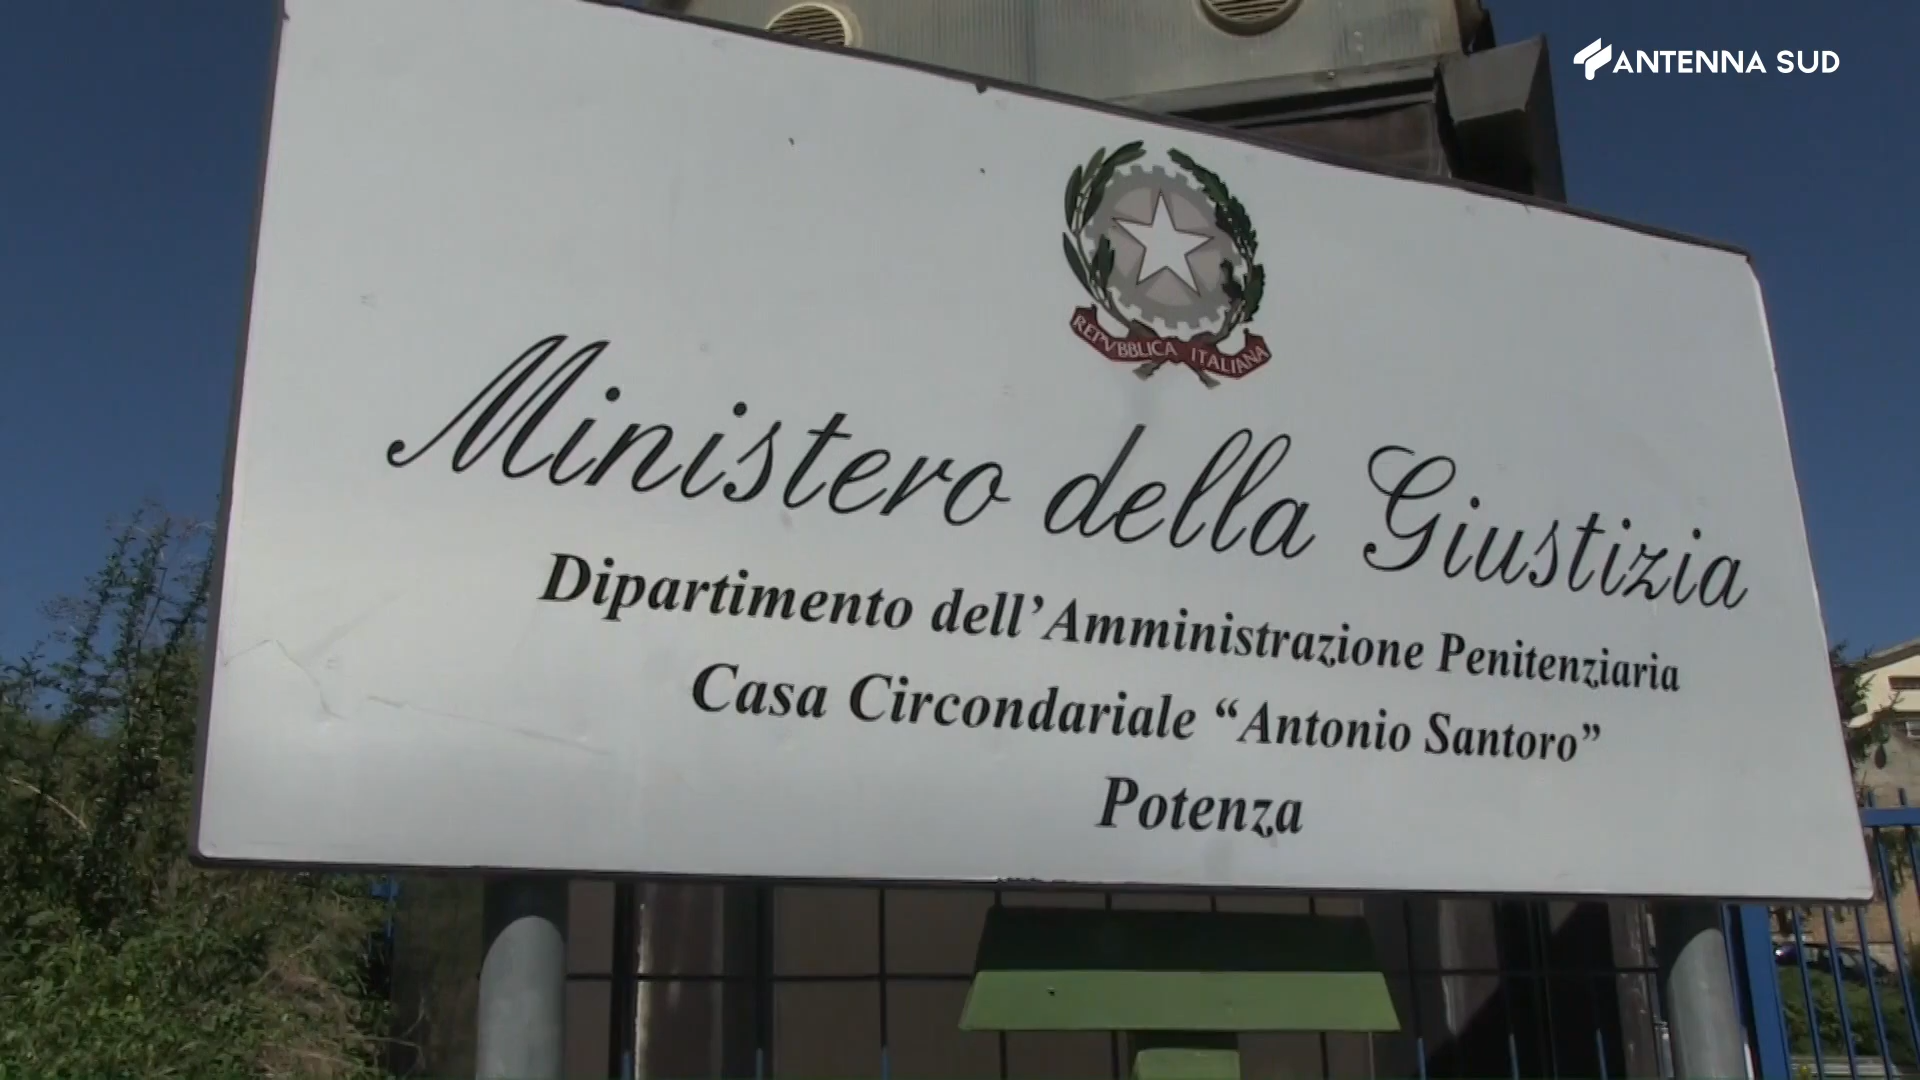 ANTENNA SUD
REPVBBLICA ITALIANA
Ministero della Giustizia
Dipartimento dell’Amministrazione Penitenziaria
Casa Circondariale “Antonio Santoro”
Potenza